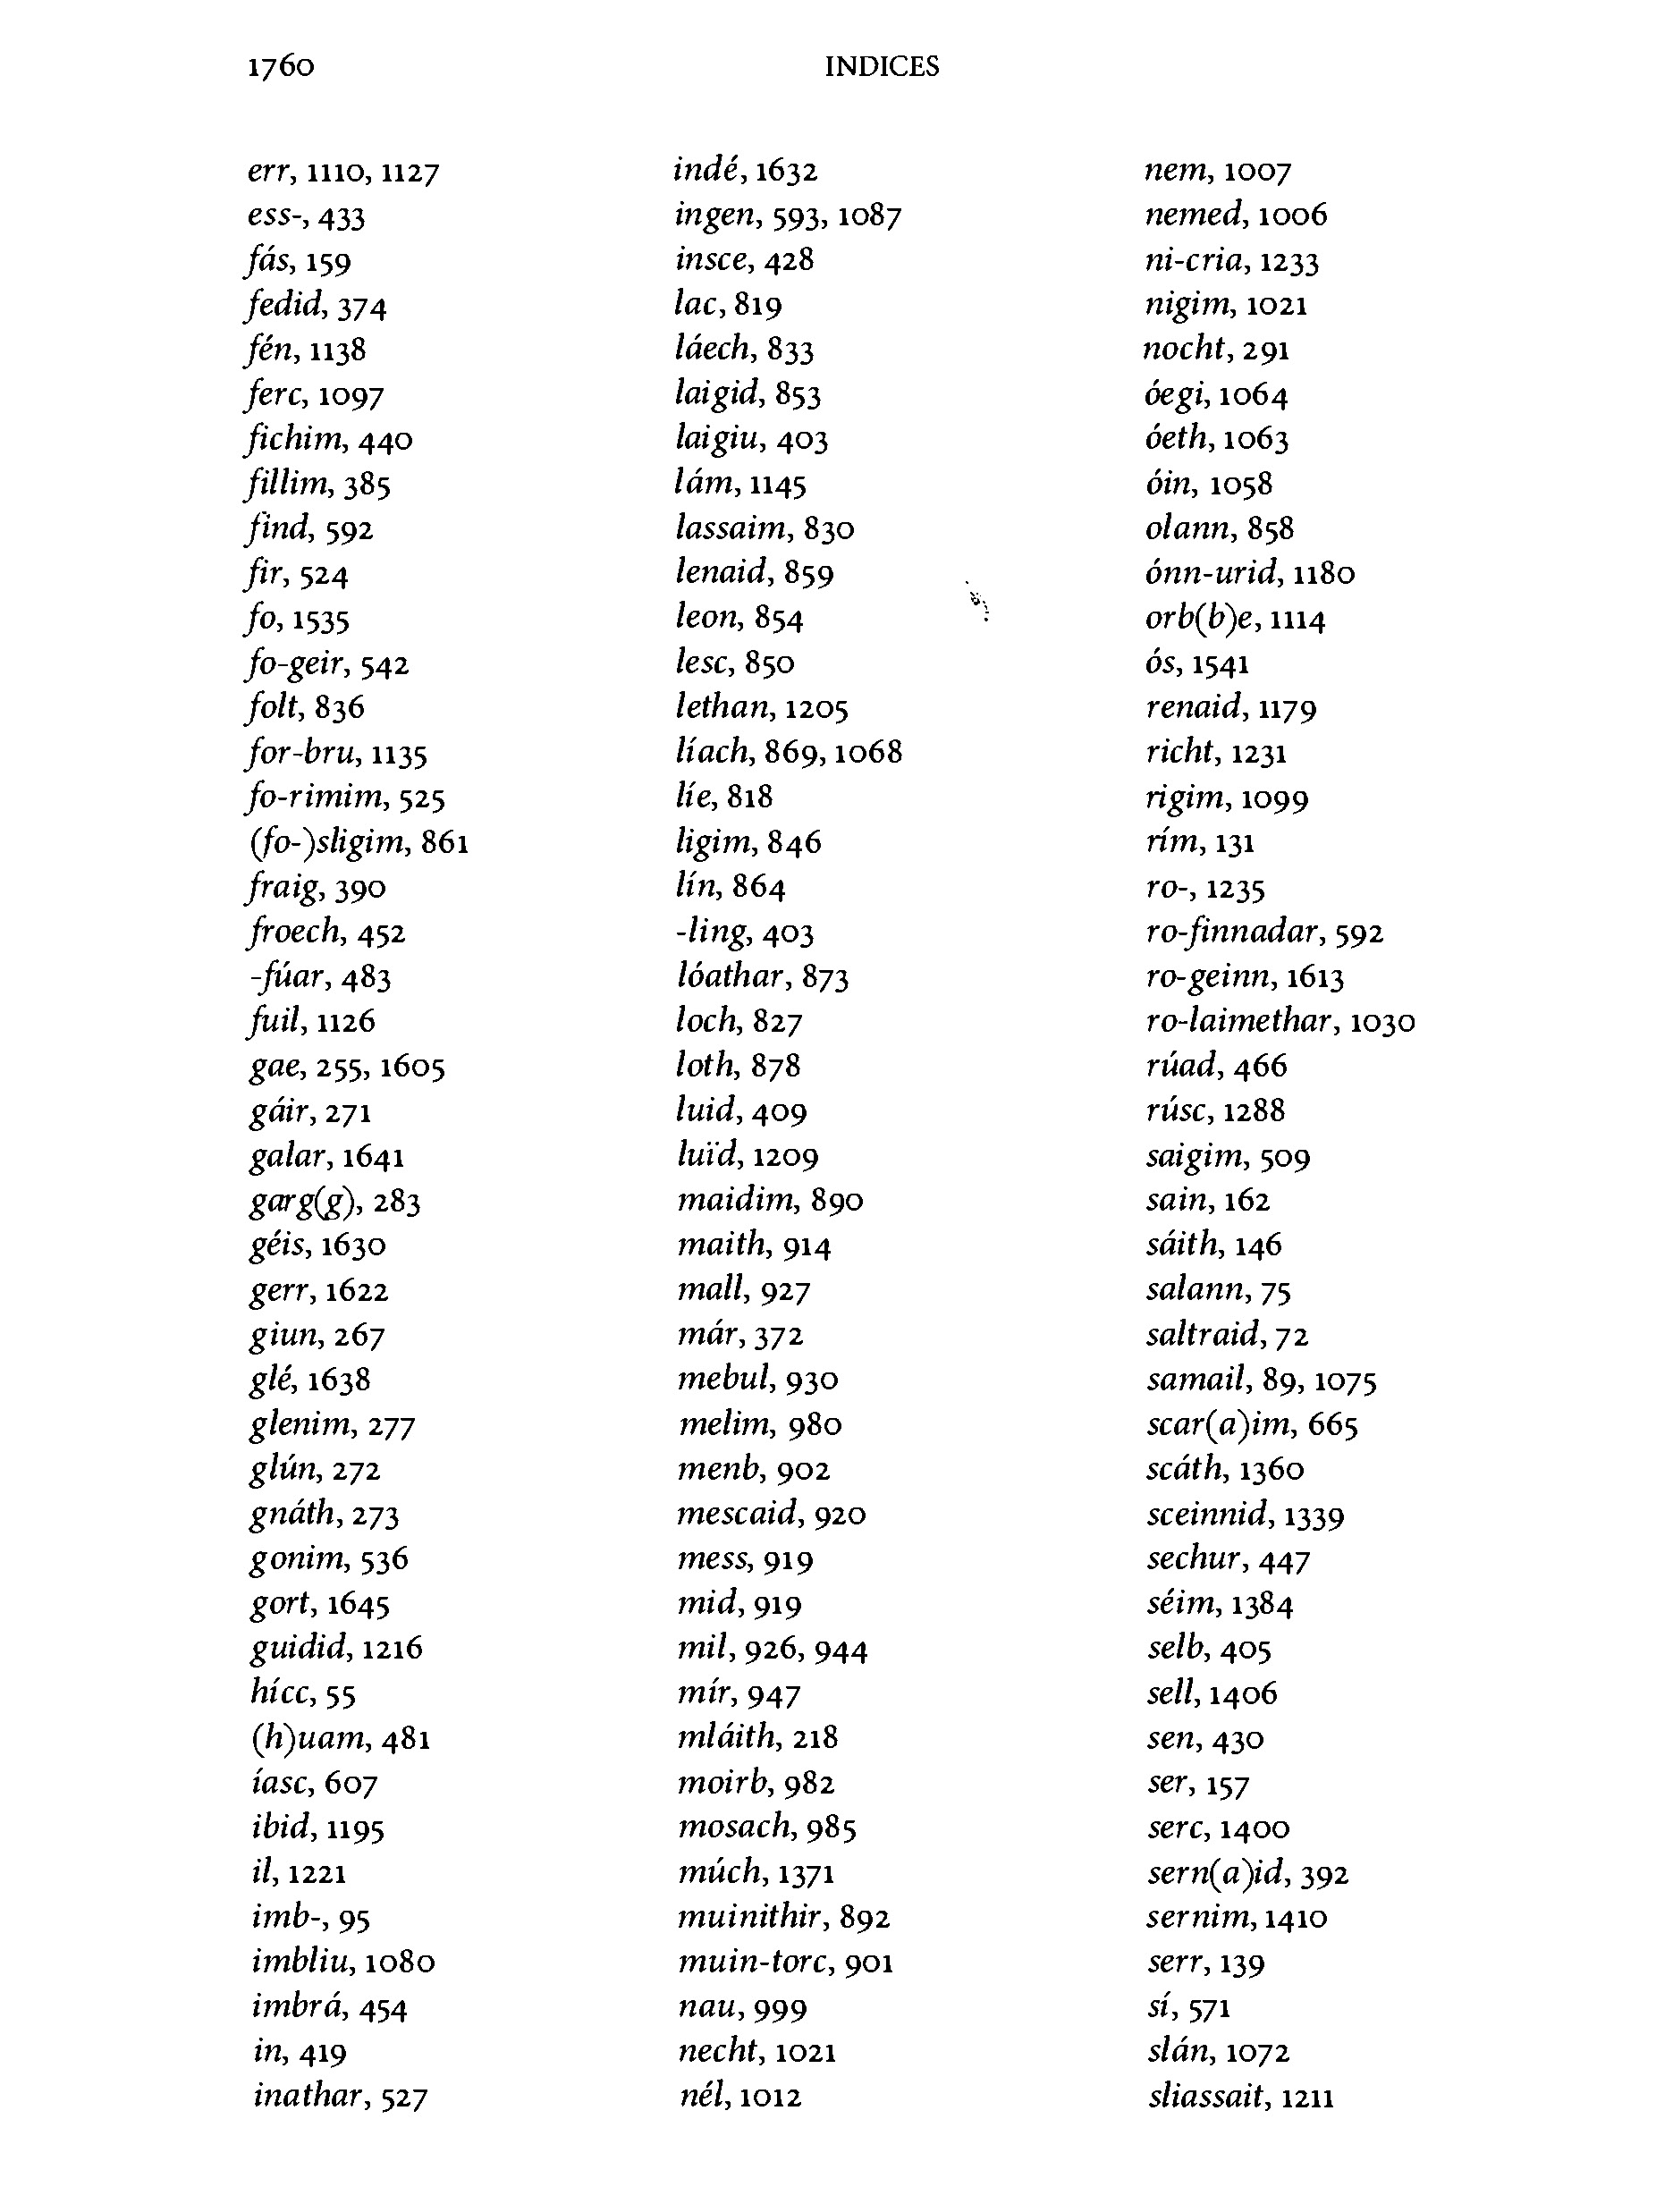 1760
INDICES
err, 1110, 1127
ess-, 433
fás, 159
fedid, 374
fén, 1138
ferc, 1097
fichim, 440
fillim, 385
find, 592
fir, 524
fo, 1535
fo-geir, 542
folt, 836
for-bru, 1135
fo-rimim, 525
(fo-)sligim, 861
fraig, 390
froech, 452
-fúar, 483
fuil, 1126
gae, 255, 1605
gáir, 271
galar, 1641
garg(g), 283
géis, 1630
gerr, 1622
giun, 267
glé, 1638
glenim, 277
glún, 272
gnáth, 273
gonim, 536
gort, 1645
guidid, 1216
hícc, 55
(h)uam, 481
íasc, 607
ibid, 1195
il, 1221
imb-, 95
imbliu, 1080
imbrá, 454
in, 419
inathar, 527
indé, 1632
ingen, 593, 1087
insce, 428
lac, 819
láech, 833
laigid, 853
laigiu, 403
lám, 1145
lassaim, 830
lenaid, 859
leon, 854
lesc, 850
lethan, 1205
líach, 869, 1068
líe, 818
ligim, 846
lín, 864
-ling, 403
lóathar, 873
loch, 827
loth, 878
luid, 409
luïd, 1209
maidim, 890
maith, 914
mall, 927
már, 372
mebul, 930
melim, 980
menb, 902
mescaid, 920
mess, 919
mid, 919
mil, 926, 944
mír, 947
mláith, 218
moirb, 982
mosach, 985
múch, 1371
muinithir, 892
muin-torc, 901
nau, 999
necht, 1021
nél, 1012
nem, 1007
nemed, 1006
ni-cria, 1233
nigim, 1021
nocht, 291
óegi, 1064
óeth, 1063
óin, 1058
olann, 858
ónn-urid, 1180
orb(b)e, 1114
ós, 1541
renaid, 1179
richt, 1231
rigim, 1099
rím, 131
ro-, 1235
ro-finnadar, 592
ro-geinn, 1613
ro-laimethar, 1030
rúad, 466
rúsc, 1288
saigim, 509
sain, 162
sáith, 146
salann, 75
saltraid, 72
samail, 89, 1075
scar(a)im, 665
scáth, 1360
sceinnid, 1339
sechur, 447
séim, 1384
selb, 405
sell, 1406
sen, 430
ser, 157
serc, 1400
sern(a)id, 392
sernim, 1410
serr, 139
sí, 571
slán, 1072
sliassait, 1211